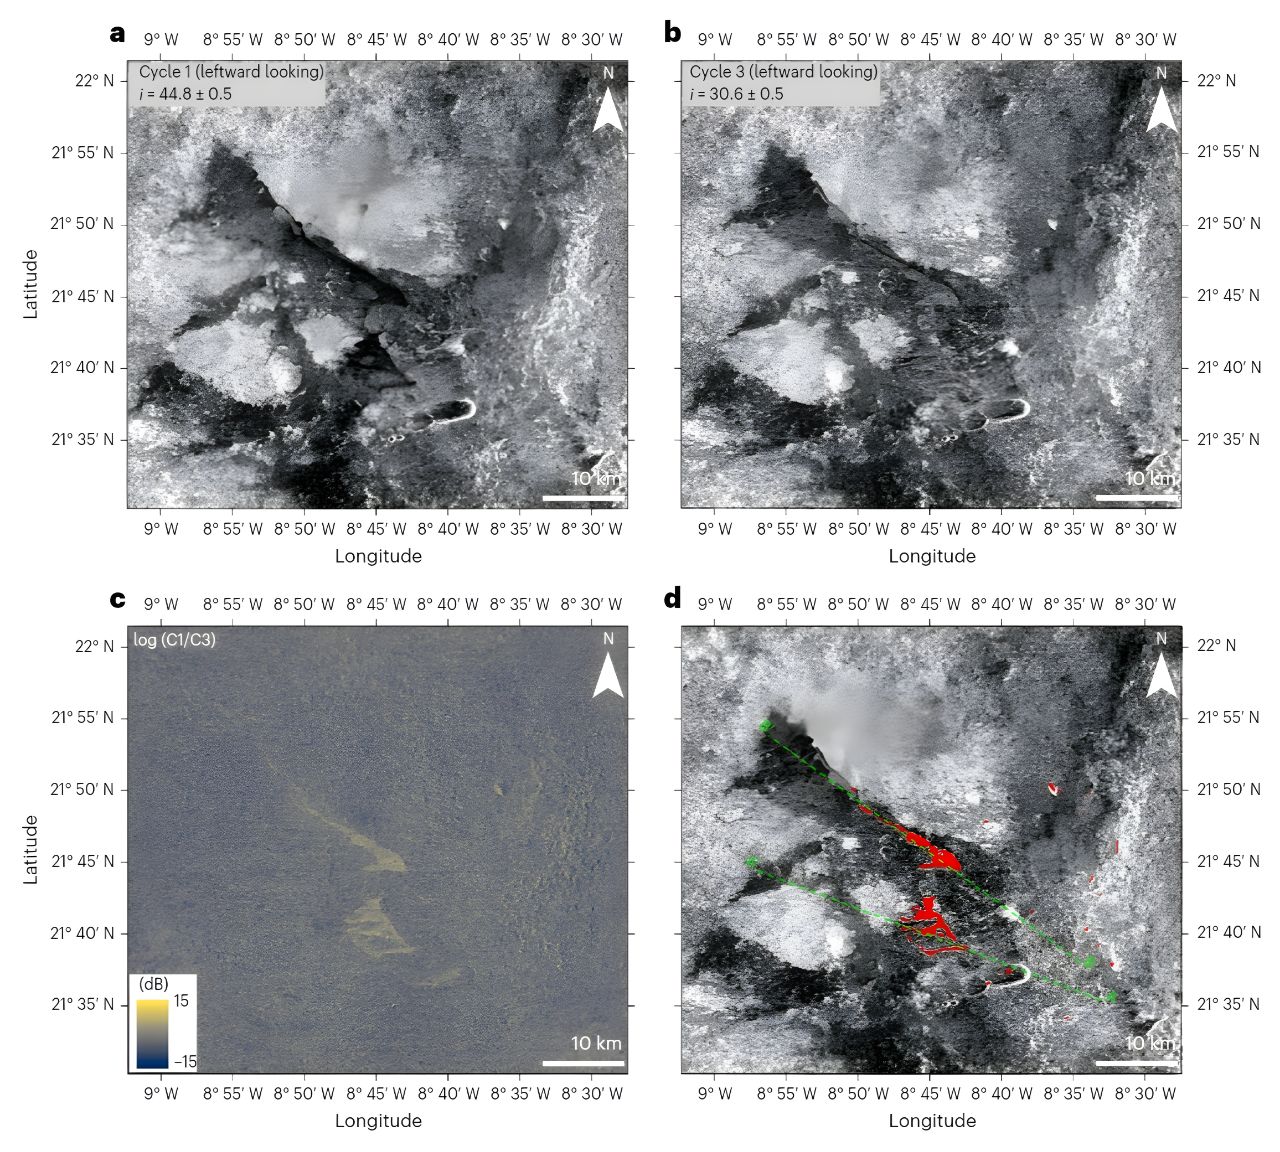 a
9° W 8° 55′ W 8° 50′ W 8° 45′ W 8° 40′ W 8° 35′ W 8° 30′ W
Cycle 1 (leftward looking)
i = 44.8 ± 0.5
N
22° N
21° 55′ N
21° 50′ N
21° 45′ N
21° 40′ N
21° 35′ N
Latitude
10 km
9° W 8° 55′ W 8° 50′ W 8° 45′ W 8° 40′ W 8° 35′ W 8° 30′ W
Longitude
b
9° W 8° 55′ W 8° 50′ W 8° 45′ W 8° 40′ W 8° 35′ W 8° 30′ W
Cycle 3 (leftward looking)
i = 30.6 ± 0.5
N
22° N
21° 55′ N
21° 50′ N
21° 45′ N
21° 40′ N
21° 35′ N
10 km
9° W 8° 55′ W 8° 50′ W 8° 45′ W 8° 40′ W 8° 35′ W 8° 30′ W
Longitude
c
9° W 8° 55′ W 8° 50′ W 8° 45′ W 8° 40′ W 8° 35′ W 8° 30′ W
log (C1/C3)
N
22° N
21° 55′ N
21° 50′ N
21° 45′ N
21° 40′ N
21° 35′ N
Latitude
(dB)
15
–15
10 km
9° W 8° 55′ W 8° 50′ W 8° 45′ W 8° 40′ W 8° 35′ W 8° 30′ W
Longitude
d
9° W 8° 55′ W 8° 50′ W 8° 45′ W 8° 40′ W 8° 35′ W 8° 30′ W
N
22° N
21° 55′ N
21° 50′ N
21° 45′ N
21° 40′ N
21° 35′ N
10 km
9° W 8° 55′ W 8° 50′ W 8° 45′ W 8° 40′ W 8° 35′ W 8° 30′ W
Longitude